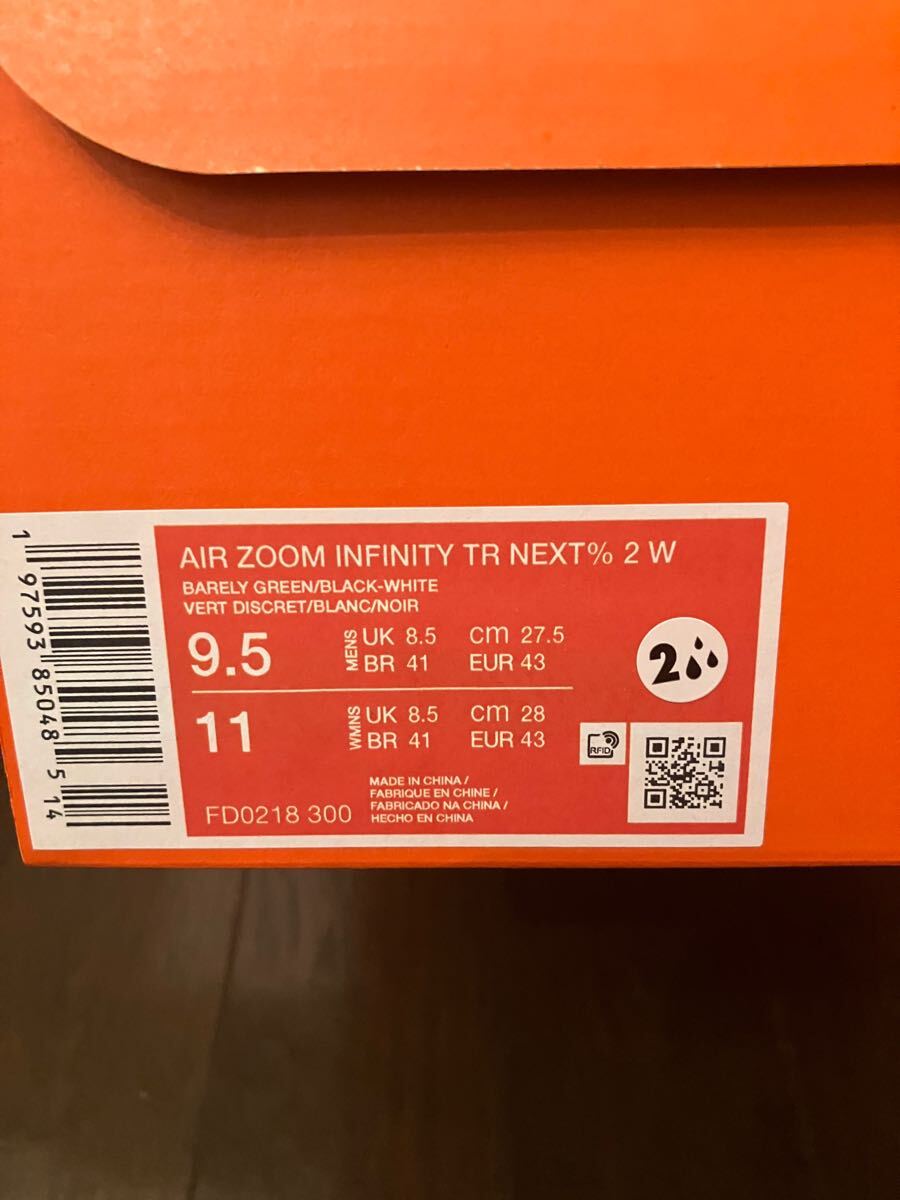 AIR ZOOM INFINITY TR NEXT% 2 W
BARELY GREEN/BLACK-WHITE
VERT DISCRET/BLANC/NOIR
9.5 MENS UK 8.5 cm 27.5
BR 41 EUR 43
11 WMNS UK 8.5 cm 28
BR 41 EUR 43
2
RFID
MADE IN CHINA /
FABRIQUE EN CHINE /
FABRICADO NA CHINA /
HECHO EN CHINA
FD0218 300
1 97593 85048 5 14